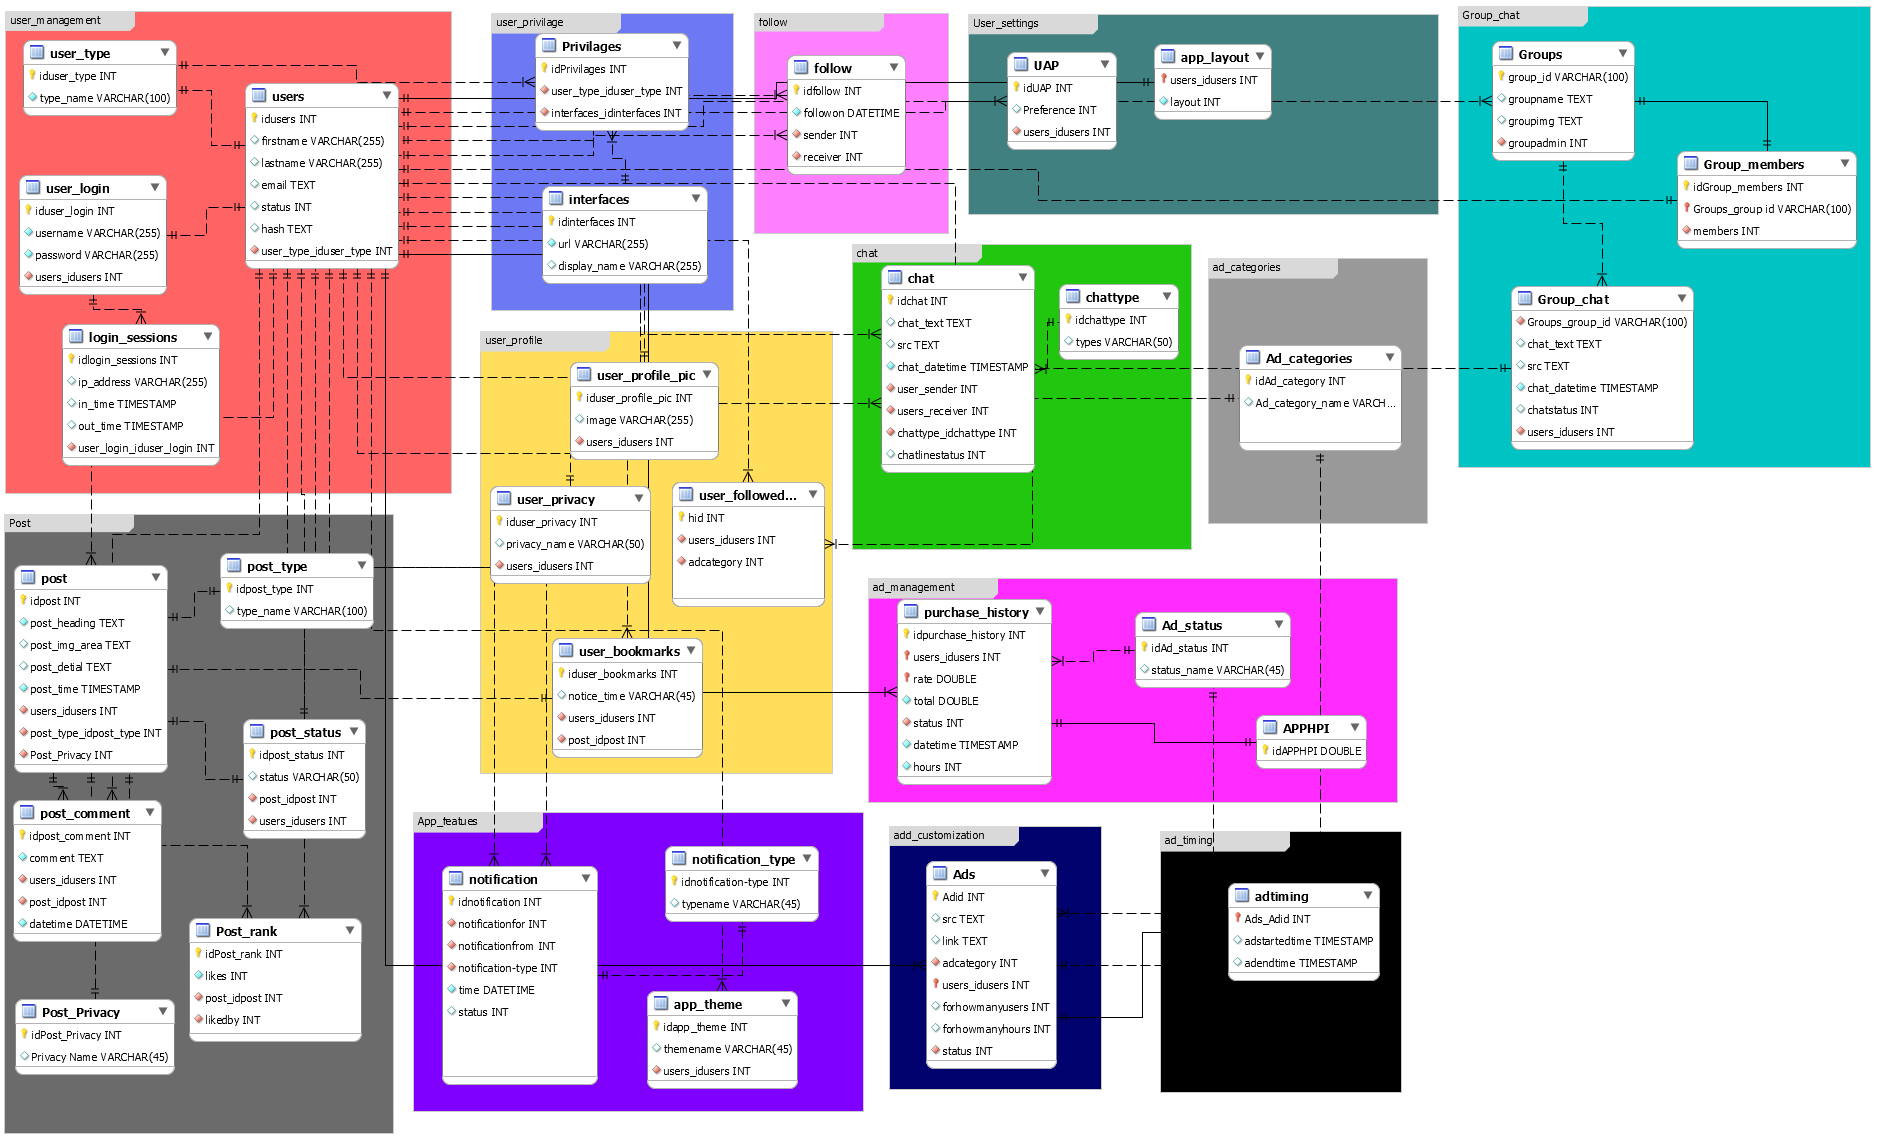 user_management
user_type
iduser_type INT
type_name VARCHAR(100)
users
idusers INT
firstname VARCHAR(255)
lastname VARCHAR(255)
email TEXT
status INT
hash TEXT
user_type_iduser_type INT
user_login
iduser_login INT
username VARCHAR(255)
password VARCHAR(255)
users_idusers INT
login_sessions
idlogin_sessions INT
ip_address VARCHAR(255)
in_time TIMESTAMP
out_time TIMESTAMP
user_login_iduser_login INT
user_privilage
Privilages
idPrivilages INT
user_type_iduser_type INT
interfaces_idinterfaces INT
interfaces
idinterfaces INT
url VARCHAR(255)
display_name VARCHAR(255)
follow
follow
idfollow INT
followon DATETIME
sender INT
receiver INT
User_settings
UAP
idUAP INT
Preference INT
users_idusers INT
app_layout
users_idusers INT
layout INT
Group_chat
Groups
group_id VARCHAR(100)
groupname TEXT
groupimg TEXT
groupadmin INT
Group_members
idGroup_members INT
Groups_group id VARCHAR(100)
members INT
Group_chat
Groups_group_id VARCHAR(100)
chat_text TEXT
src TEXT
chat_datetime TIMESTAMP
chatstatus INT
users_idusers INT
chat
chat
idchat INT
chat_text TEXT
src TEXT
chat_datetime TIMESTAMP
user_sender INT
users_receiver INT
chattype_idchattype INT
chatlinestatus INT
chattype
idchattype INT
types VARCHAR(50)
ad_categories
Ad_categories
idAd_category INT
Ad_category_name VARCH...
user_profile
user_profile_pic
iduser_profile_pic INT
image VARCHAR(255)
users_idusers INT
user_privacy
iduser_privacy INT
privacy_name VARCHAR(50)
users_idusers INT
user_followed...
hid INT
users_idusers INT
adcategory INT
user_bookmarks
iduser_bookmarks INT
notice_time VARCHAR(45)
users_idusers INT
post_idpost INT
Post
post
idpost INT
post_heading TEXT
post_img_area TEXT
post_detial TEXT
post_time TIMESTAMP
users_idusers INT
post_type_idpost_type INT
Post_Privacy INT
post_type
idpost_type INT
type_name VARCHAR(100)
post_status
idpost_status INT
status VARCHAR(50)
post_idpost INT
users_idusers INT
post_comment
idpost_comment INT
comment TEXT
users_idusers INT
post_idpost INT
datetime DATETIME
Post_rank
idPost_rank INT
likes INT
post_idpost INT
likedby INT
Post_Privacy
idPost_Privacy INT
Privacy Name VARCHAR(45)
ad_management
purchase_history
idpurchase_history INT
users_idusers INT
rate DOUBLE
total DOUBLE
status INT
datetime TIMESTAMP
hours INT
Ad_status
idAd_status INT
status_name VARCHAR(45)
APPHPI
idAPPHPI DOUBLE
App_featues
notification
idnotification INT
notificationfor INT
notificationfrom INT
notification-type INT
time DATETIME
status INT
notification_type
idnotification-type INT
typename VARCHAR(45)
app_theme
idapp_theme INT
themename VARCHAR(45)
users_idusers INT
add_customization
Ads
Adid INT
src TEXT
link TEXT
adcategory INT
users_idusers INT
forhowmanyusers INT
forhowmanyhours INT
status INT
ad_timing
adtiming
Ads_Adid INT
adstartedtime TIMESTAMP
adendtime TIMESTAMP